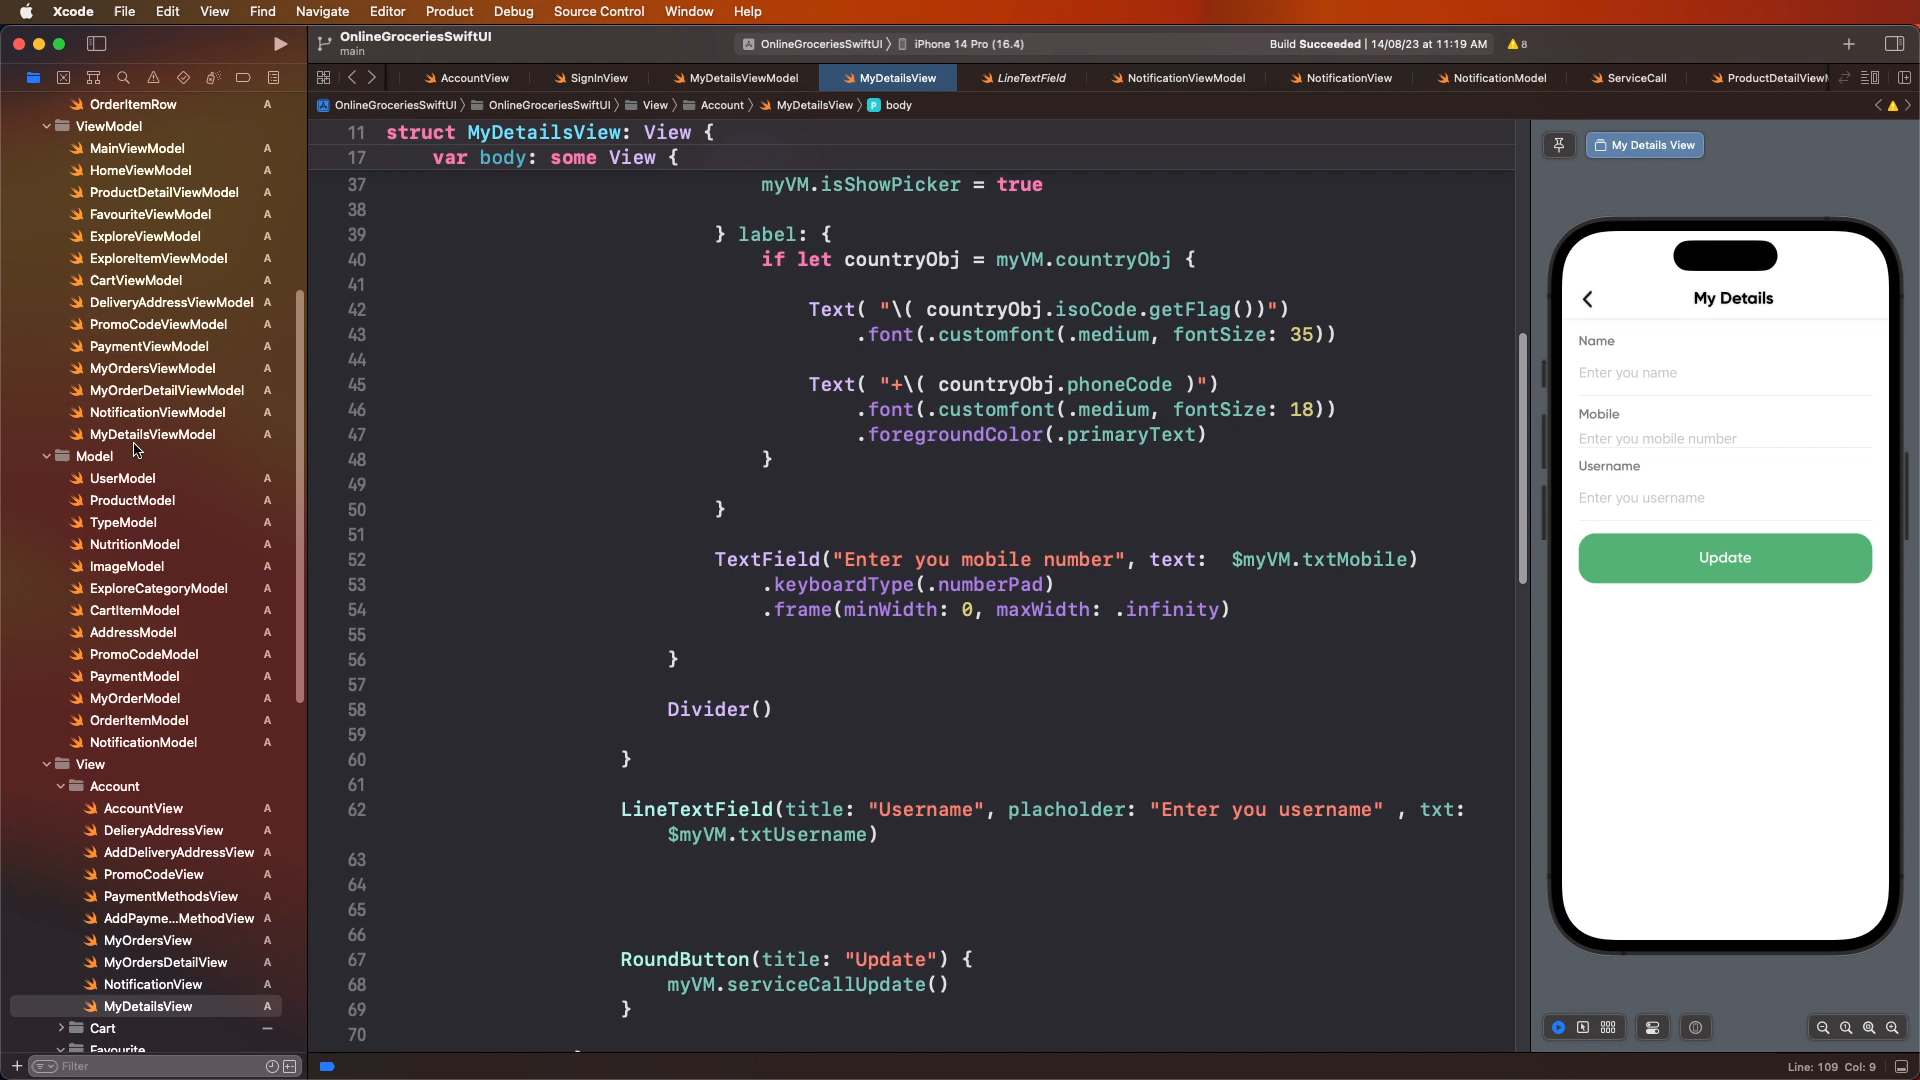 Xcode File Edit View Find Navigate Editor Product Debug Source Control Window Help
OnlineGroceriesSwiftUI
main
OnlineGroceriesSwiftUI iPhone 14 Pro (16.4)
Build Succeeded | 14/08/23 at 11:19 AM 8
AccountView SignInView MyDetailsViewModel MyDetailsView LineTextField NotificationViewModel NotificationView NotificationModel ServiceCall ProductDetailViewM
OnlineGroceriesSwiftUI OnlineGroceriesSwiftUI View Account MyDetailsView P body
OrderItemRow A
ViewModel
MainViewModel A
HomeViewModel A
ProductDetailViewModel A
FavouriteViewModel A
ExploreViewModel A
ExploreItemViewModel A
CartViewModel A
DeliveryAddressViewModel A
PromoCodeViewModel A
PaymentViewModel A
MyOrdersViewModel A
MyOrderDetailViewModel A
NotificationViewModel A
MyDetailsViewModel A
Model
UserModel A
ProductModel A
TypeModel A
NutritionModel A
ImageModel A
ExploreCategoryModel A
CartItemModel A
AddressModel A
PromoCodeModel A
PaymentModel A
MyOrderModel A
OrderItemModel A
NotificationModel A
View
Account
AccountView A
DelieryAddressView A
AddDeliveryAddressView A
PromoCodeView A
PaymentMethodsView A
AddPayme...MethodView A
MyOrdersView A
MyOrdersDetailView A
NotificationView A
MyDetailsView A
Cart
Favourite
Filter
11 struct MyDetailsView: View {
17 var body: some View {
37 myVM.isShowPicker = true
38
39 } label: {
40 if let countryObj = myVM.countryObj {
41
42 Text( "\( countryObj.isoCode.getFlag())")
43 .font(.customfont(.medium, fontSize: 35))
44
45 Text( "+\( countryObj.phoneCode )")
46 .font(.customfont(.medium, fontSize: 18))
47 .foregroundColor(.primaryText)
48 }
49
50 }
51
52 TextField("Enter you mobile number", text: $myVM.txtMobile)
53 .keyboardType(.numberPad)
54 .frame(minWidth: 0, maxWidth: .infinity)
55
56 }
57
58 Divider()
59
60 }
61
62 LineTextField(title: "Username", placholder: "Enter you username" , txt:
$myVM.txtUsername)
63
64
65
66
67 RoundButton(title: "Update") {
68 myVM.serviceCallUpdate()
69 }
70
My Details View
My Details
Name
Enter you name
Mobile
Enter you mobile number
Username
Enter you username
Update
Line: 109 Col: 9